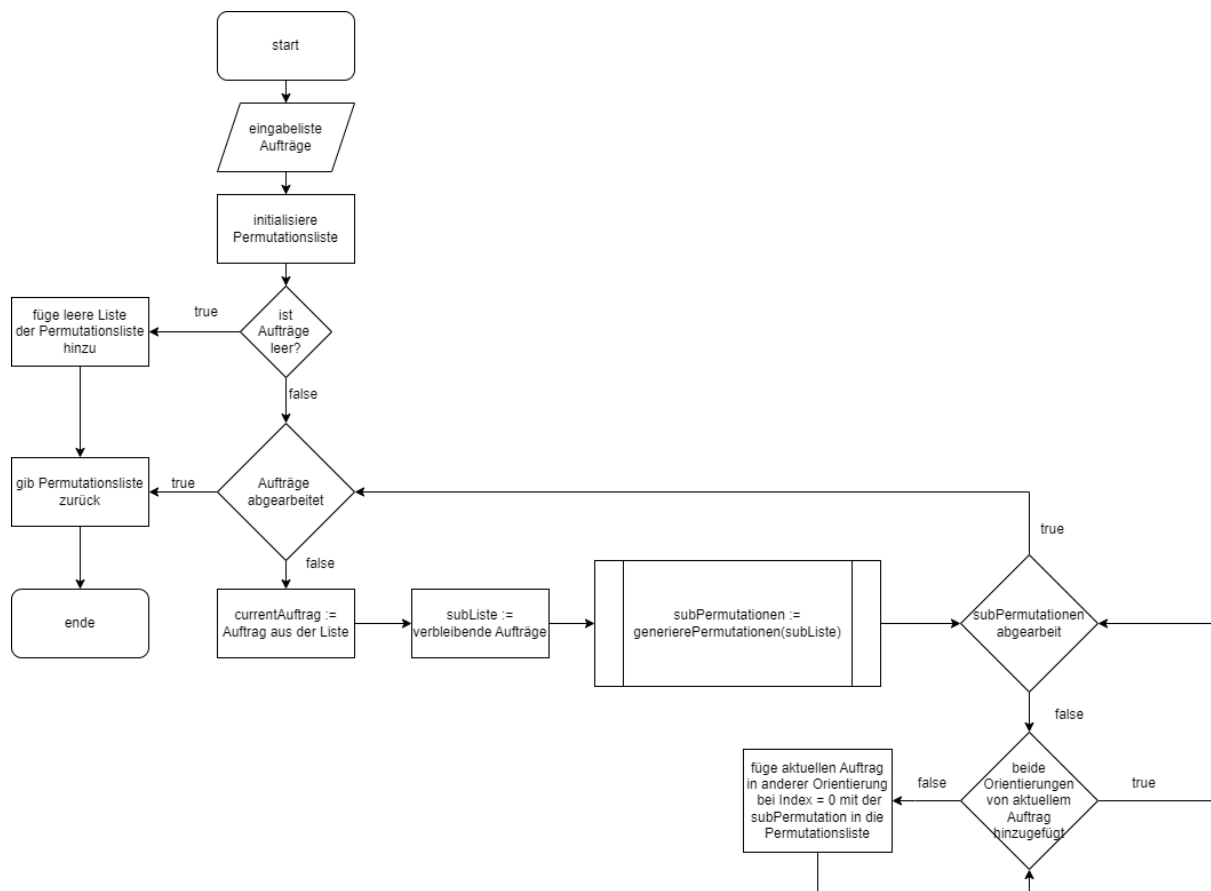 start
eingabeliste
Aufträge
initialisiere
Permutationsliste
ist
Aufträge
leer?
true
füge leere Liste
der Permutationsliste
hinzu
false
Aufträge
abgearbeitet
true
gib Permutationsliste
zurück
ende
false
currentAuftrag :=
Auftrag aus der Liste
subListe :=
verbleibende Aufträge
subPermutationen :=
generierePermutationen(subListe)
subPermutationen
abgearbeit
true
false
beide
Orientierungen
von aktuellem
Auftrag
hinzugefügt
true
false
füge aktuellen Auftrag
in anderer Orientierung
bei Index = 0 mit der
subPermutation in die
Permutationsliste